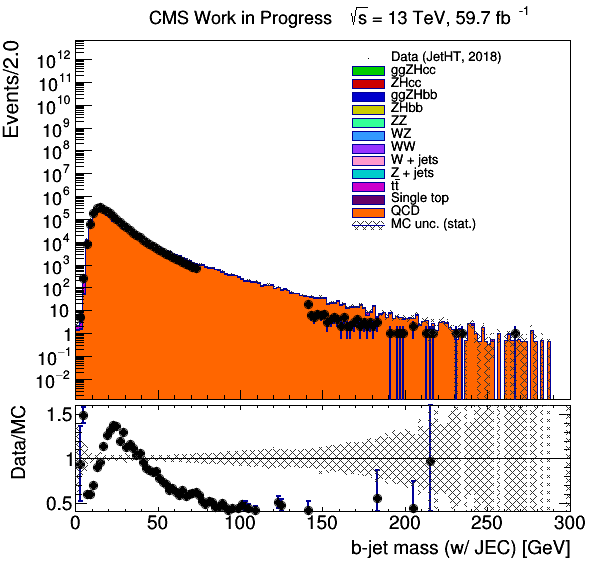 CMS Work in Progress √s = 13 TeV, 59.7 fb⁻¹
Events/2.0
10¹²
10¹¹
10¹⁰
10⁹
10⁸
10⁷
10⁶
10⁵
10⁴
10³
10²
10
1
10⁻¹
10⁻²
Data (JetHT, 2018)
ggZHcc
ZHcc
ggZHbb
ZHbb
ZZ
WZ
WW
W + jets
Z + jets
tt̄
Single top
QCD
MC unc. (stat.)
Data/MC
1.5
1
0.5
0 50 100 150 200 250 300
b-jet mass (w/ JEC) [GeV]